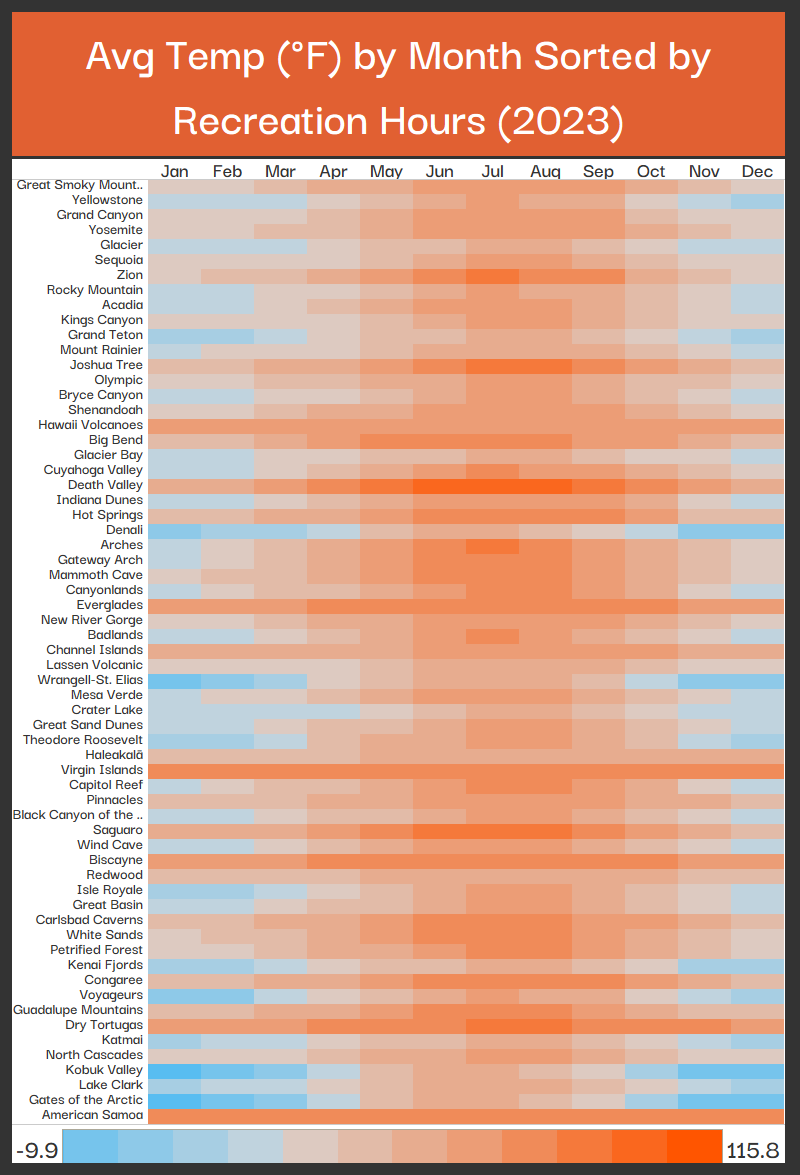 Avg Temp (°F) by Month Sorted by
Recreation Hours (2023)
Jan Feb Mar Apr May Jun Jul Aug Sep Oct Nov Dec
Great Smoky Mount..
Yellowstone
Grand Canyon
Yosemite
Glacier
Sequoia
Zion
Rocky Mountain
Acadia
Kings Canyon
Grand Teton
Mount Rainier
Joshua Tree
Olympic
Bryce Canyon
Shenandoah
Hawaii Volcanoes
Big Bend
Glacier Bay
Cuyahoga Valley
Death Valley
Indiana Dunes
Hot Springs
Denali
Arches
Gateway Arch
Mammoth Cave
Canyonlands
Everglades
New River Gorge
Badlands
Channel Islands
Lassen Volcanic
Wrangell-St. Elias
Mesa Verde
Crater Lake
Great Sand Dunes
Theodore Roosevelt
Haleakalā
Virgin Islands
Capitol Reef
Pinnacles
Black Canyon of the ..
Saguaro
Wind Cave
Biscayne
Redwood
Isle Royale
Great Basin
Carlsbad Caverns
White Sands
Petrified Forest
Kenai Fjords
Congaree
Voyageurs
Guadalupe Mountains
Dry Tortugas
Katmai
North Cascades
Kobuk Valley
Lake Clark
Gates of the Arctic
American Samoa
-9.9 115.8